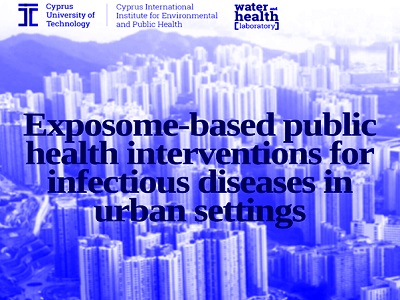 Cyprus
University of
Technology
Cyprus International
Institute for Environmental
and Public Health
water and
health
[laboratory]
Exposome-based public
health interventions for
infectious diseases in
urban settings